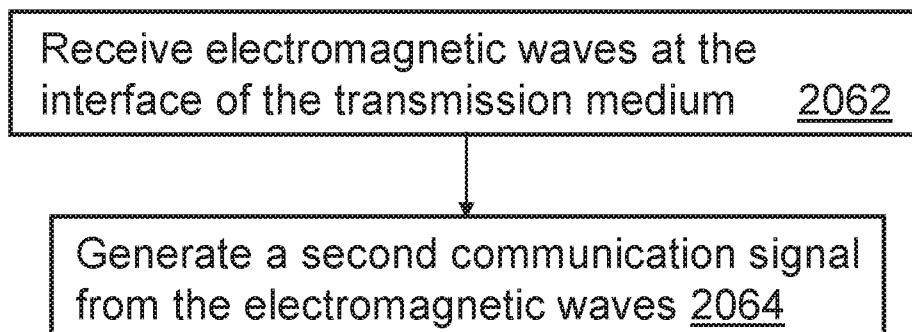 Receive electromagnetic waves at the
interface of the transmission medium 2062
Generate a second communication signal
from the electromagnetic waves 2064